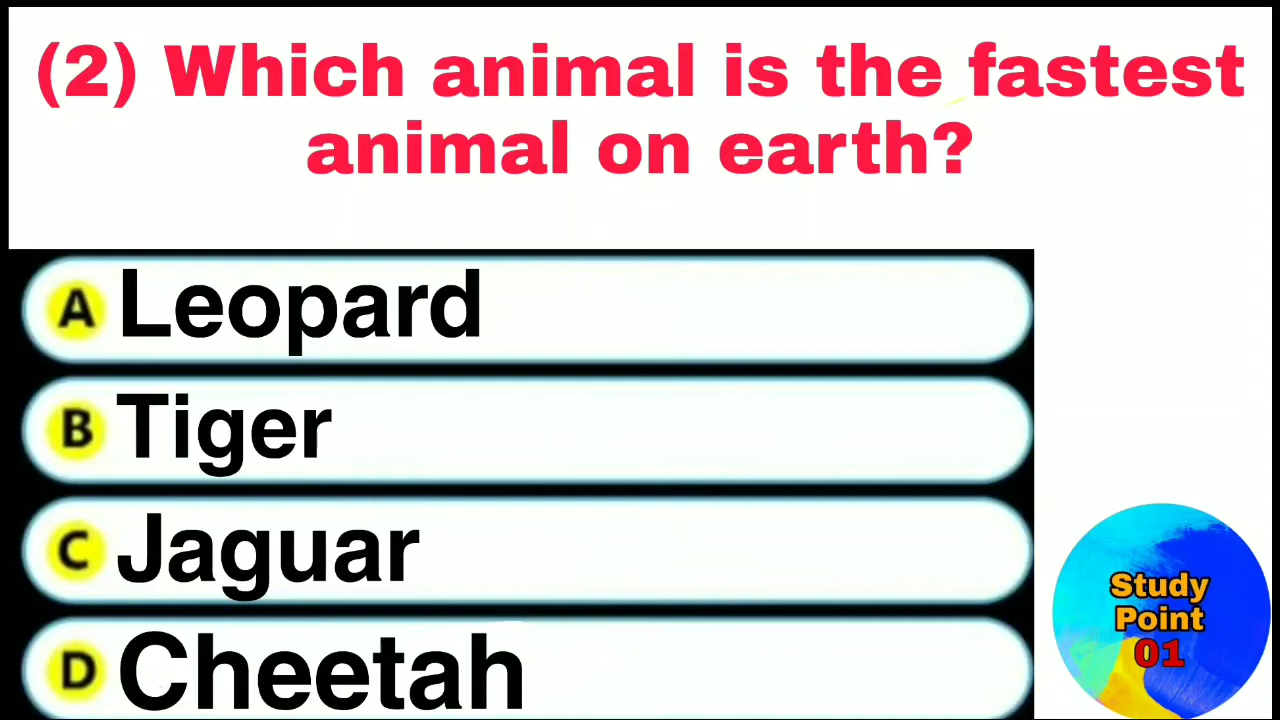 (2) Which animal is the fastest
animal on earth?
A Leopard
B Tiger
C Jaguar
D Cheetah
Study
Point
01